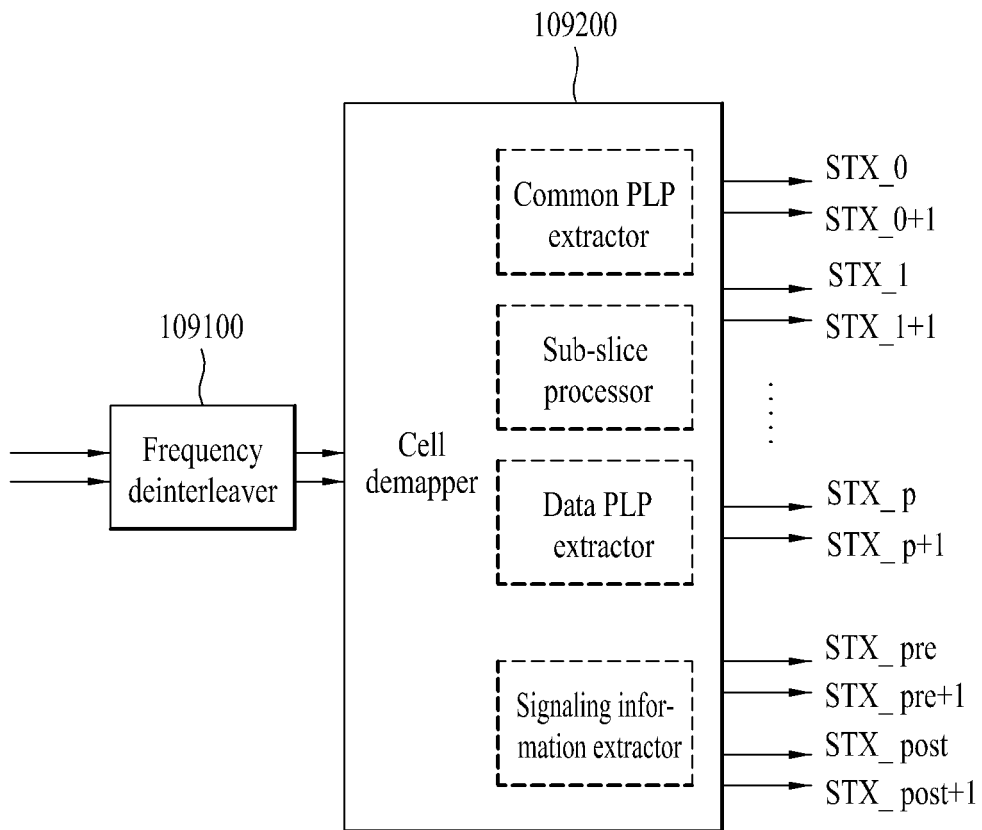 109200
Common PLP
extractor
STX_0
STX_0+1
STX_1
STX_1+1
109100
Sub-slice
processor
Frequency
deinterleaver
Cell
demapper
Data PLP
extractor
STX_ p
STX_ p+1
Signaling infor-
mation extractor
STX_ pre
STX_ pre+1
STX_ post
STX_ post+1